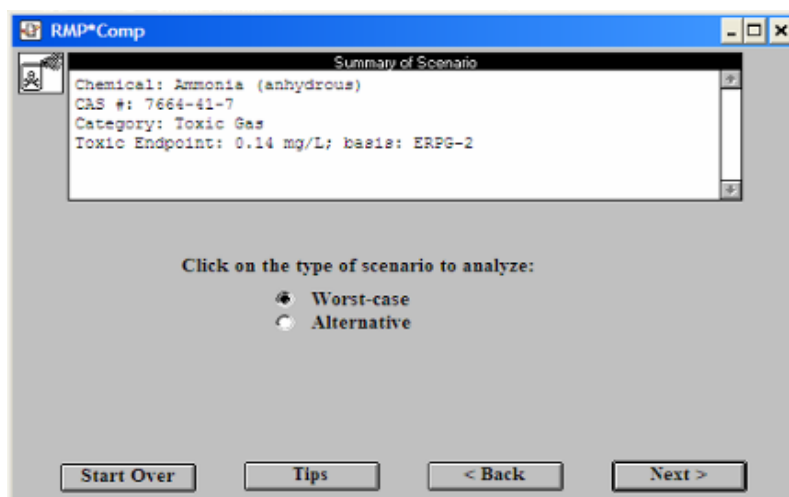 RMP*Comp
Summary of Scenario
Chemical: Ammonia (anhydrous)
CAS #: 7664-41-7
Category: Toxic Gas
Toxic Endpoint: 0.14 mg/L; basis: ERPG-2
Click on the type of scenario to analyze:
Worst-case
Alternative
Start Over Tips < Back Next >